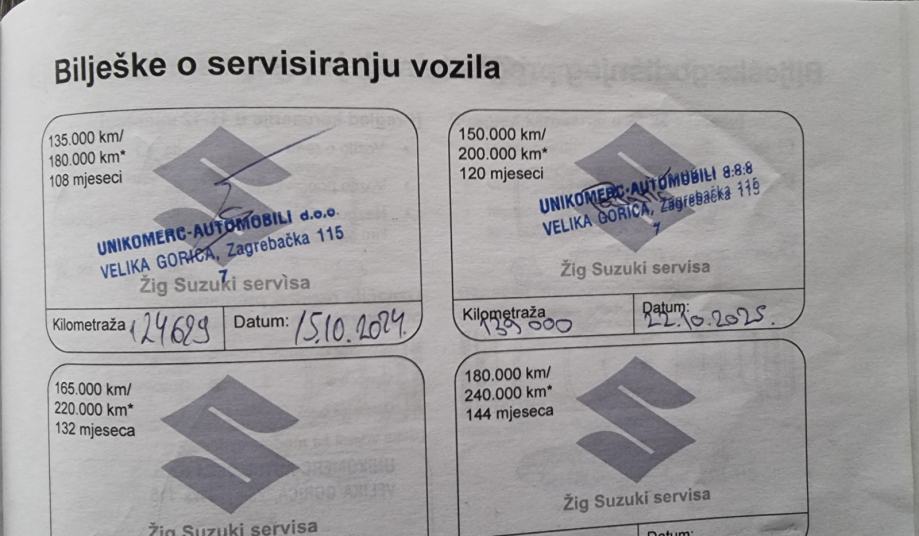 Bilješke o servisiranju vozila
135.000 km/
180.000 km*
108 mjeseci
UNIKOMERC-AUTOMOBILI d.o.o.
VELIKA GORICA, Zagrebačka 115
7
Žig Suzuki servisa
Kilometraža 124689 Datum: 15.10.2024.
150.000 km/
200.000 km*
120 mjeseci
UNIKOMERC-AUTOMOBILI
VELIKA GORICA, Zagrebačka 115
7
Žig Suzuki servisa
Kilometraža 139 000 Datum: 22.10.2025.
165.000 km/
220.000 km*
132 mjeseca
Žig Suzuki servisa
180.000 km/
240.000 km*
144 mjeseca
Žig Suzuki servisa
Datum: